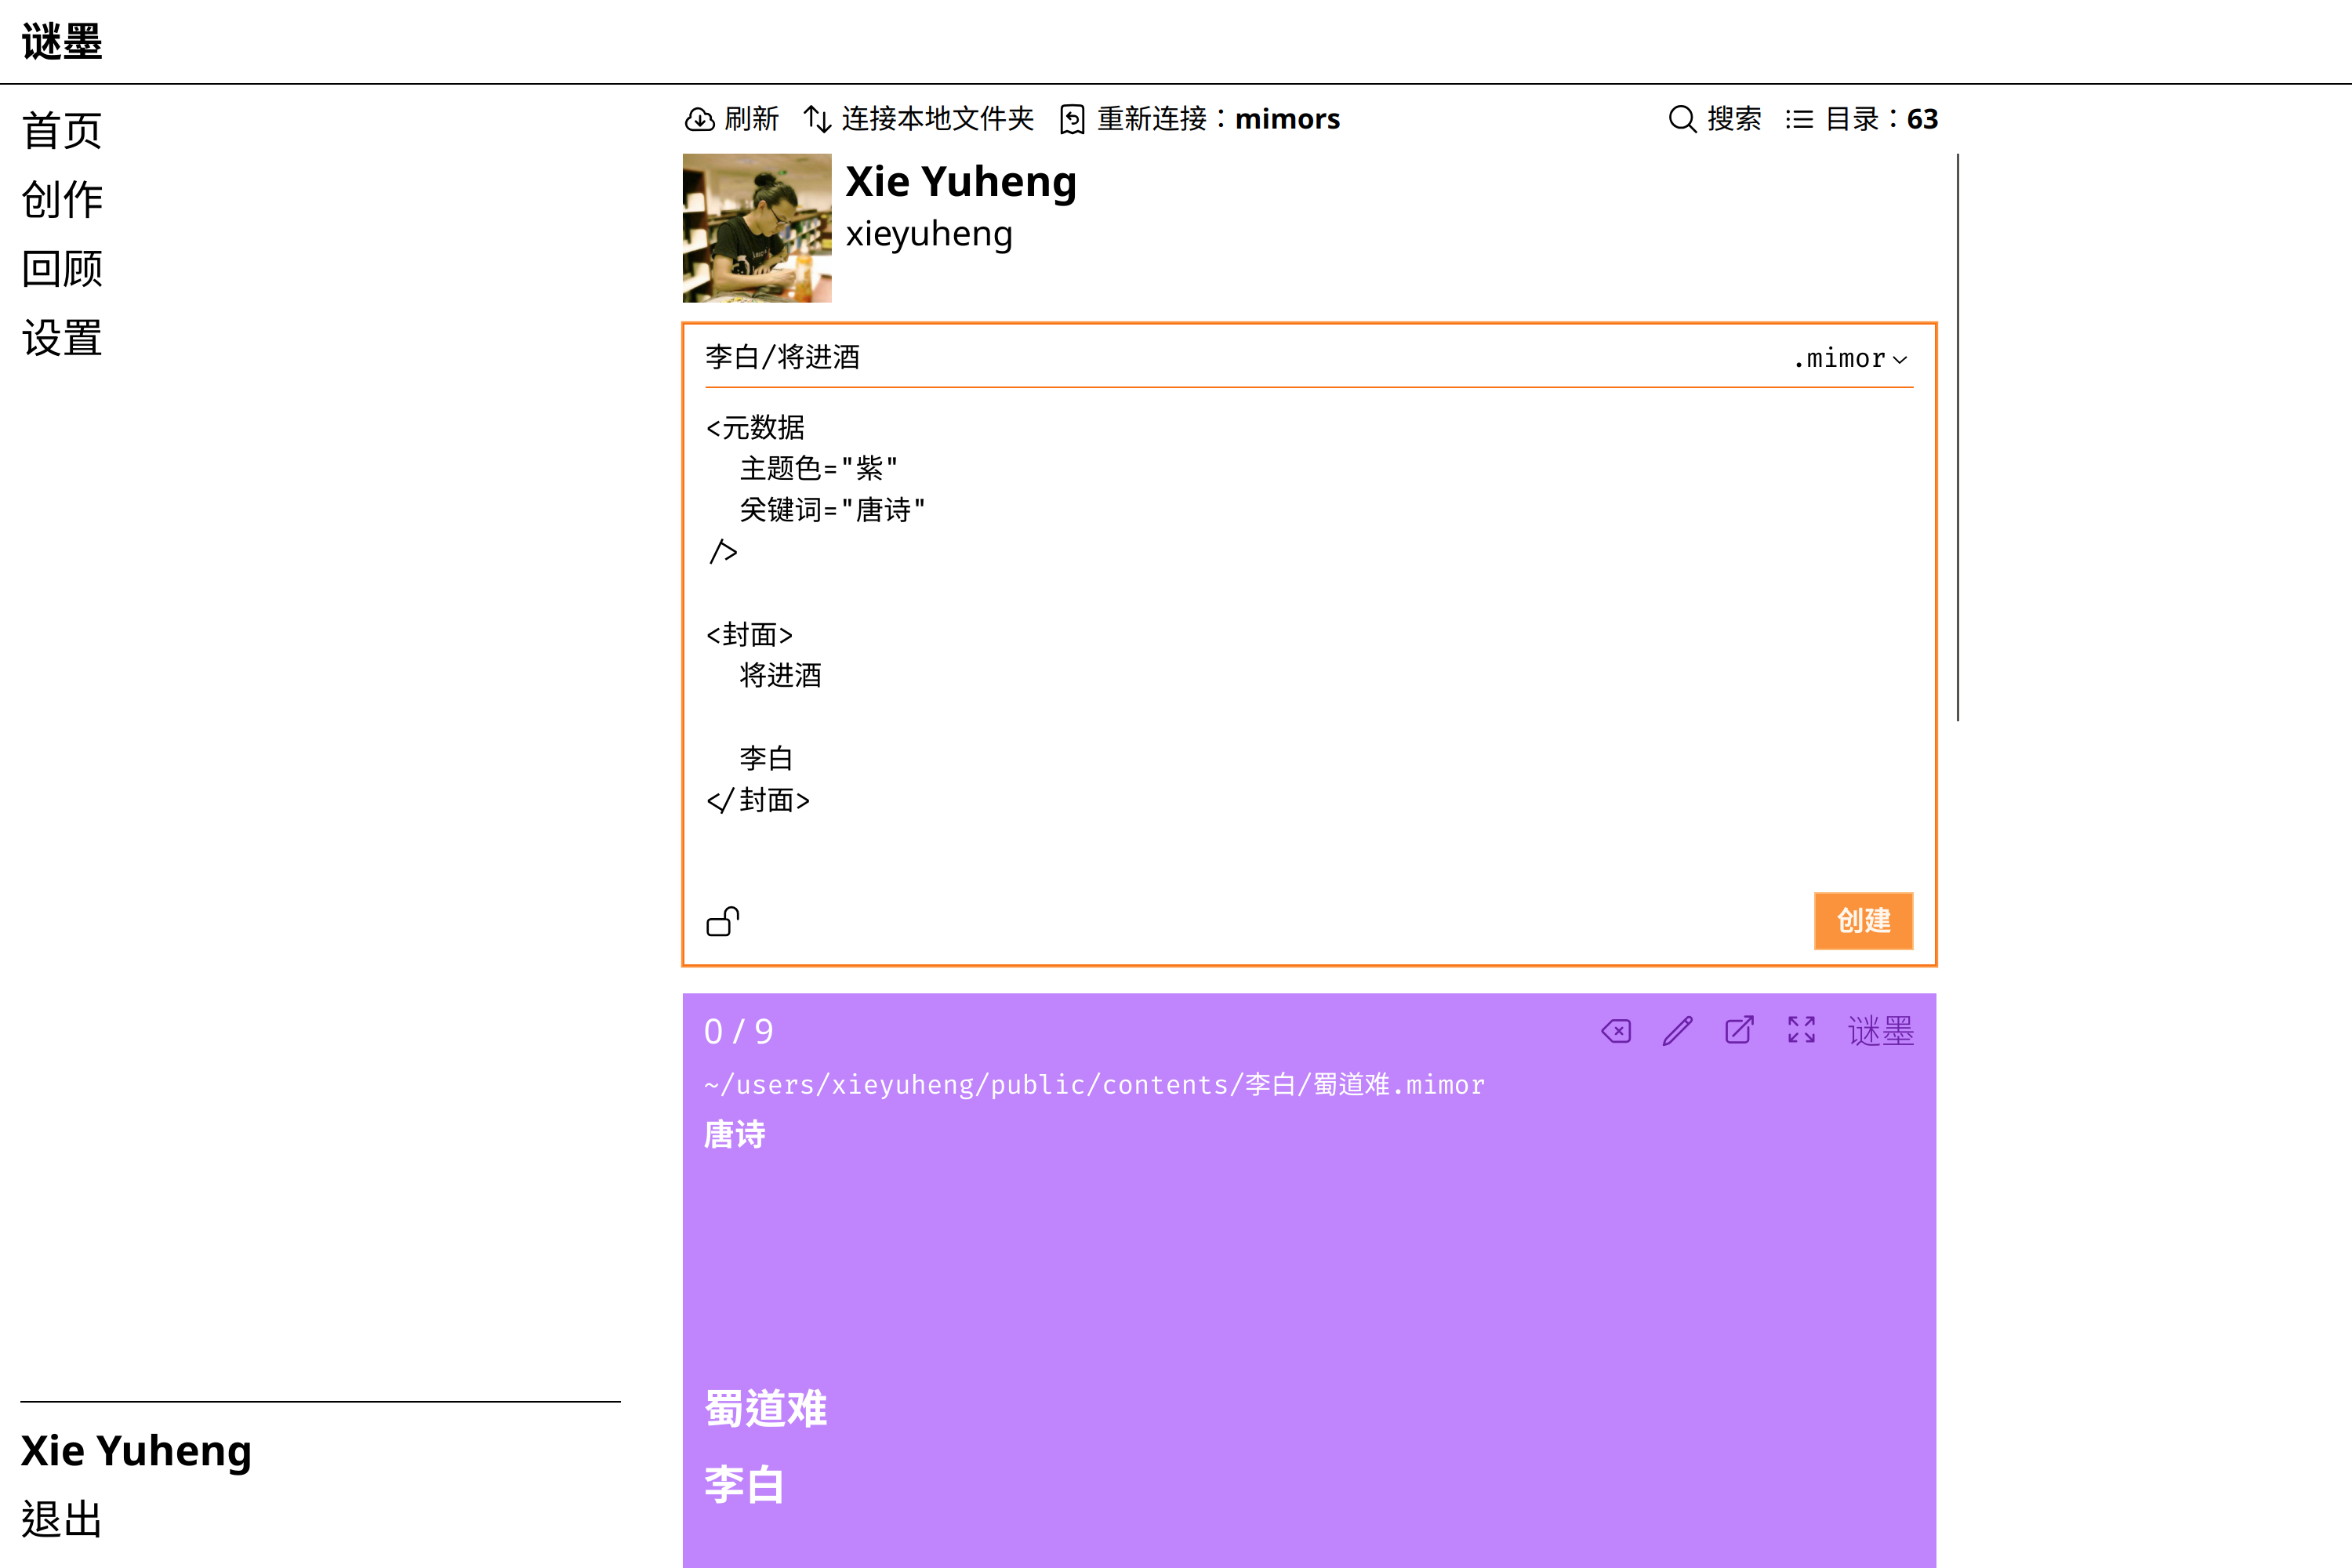 谜墨
首页
创作
回顾
设置
Xie Yuheng
退出
刷新 连接本地文件夹 重新连接：mimors 搜索 目录：63
Xie Yuheng
xieyuheng
李白/将进酒 .mimor
<元数据
主题色="紫"
关键词="唐诗"
/>
<封面>
将进酒
李白
</封面>
创建
0 / 9 谜墨
~/users/xieyuheng/public/contents/李白/蜀道难.mimor
唐诗
蜀道难
李白